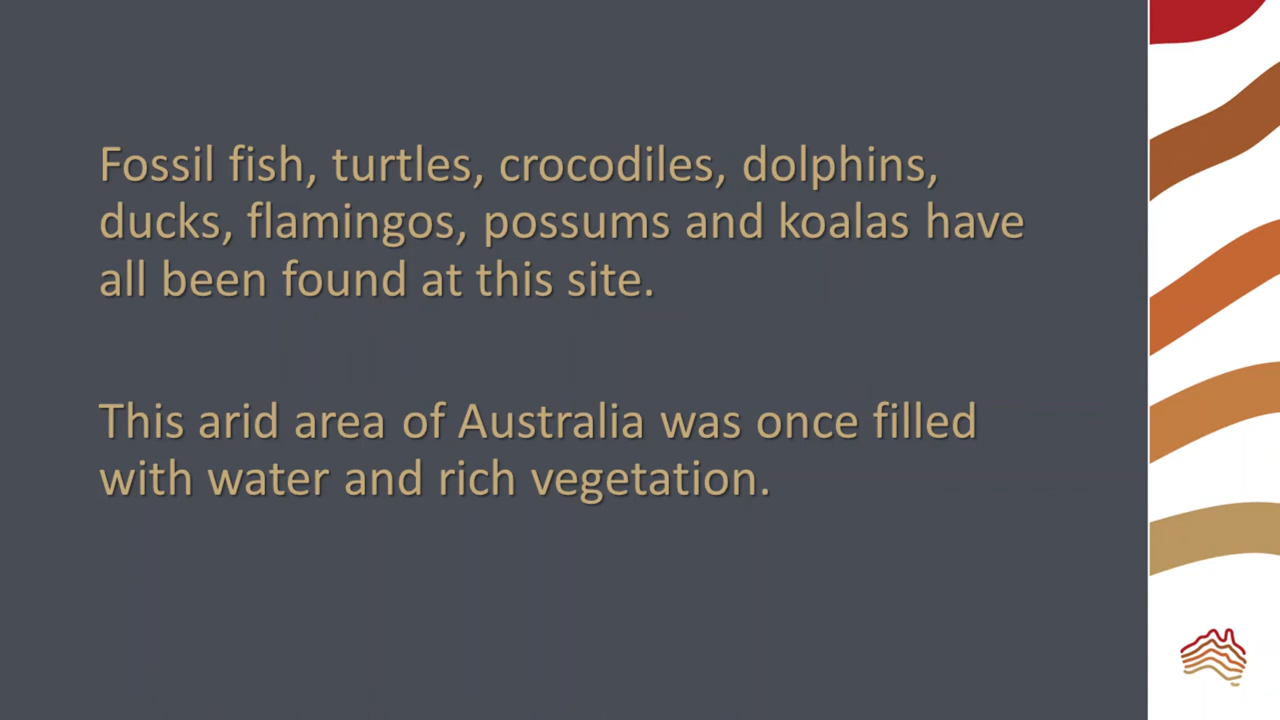 Fossil fish, turtles, crocodiles, dolphins,
ducks, flamingos, possums and koalas have
all been found at this site.
This arid area of Australia was once filled
with water and rich vegetation.